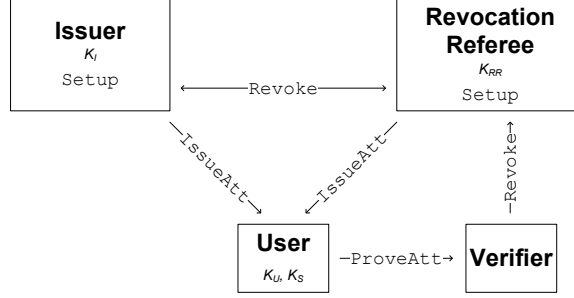 Issuer
K_I
Setup
Revocation
Referee
K_RR
Setup
Revoke
IssueAtt
IssueAtt
Revoke
User
K_U, K_S
ProveAtt
Verifier